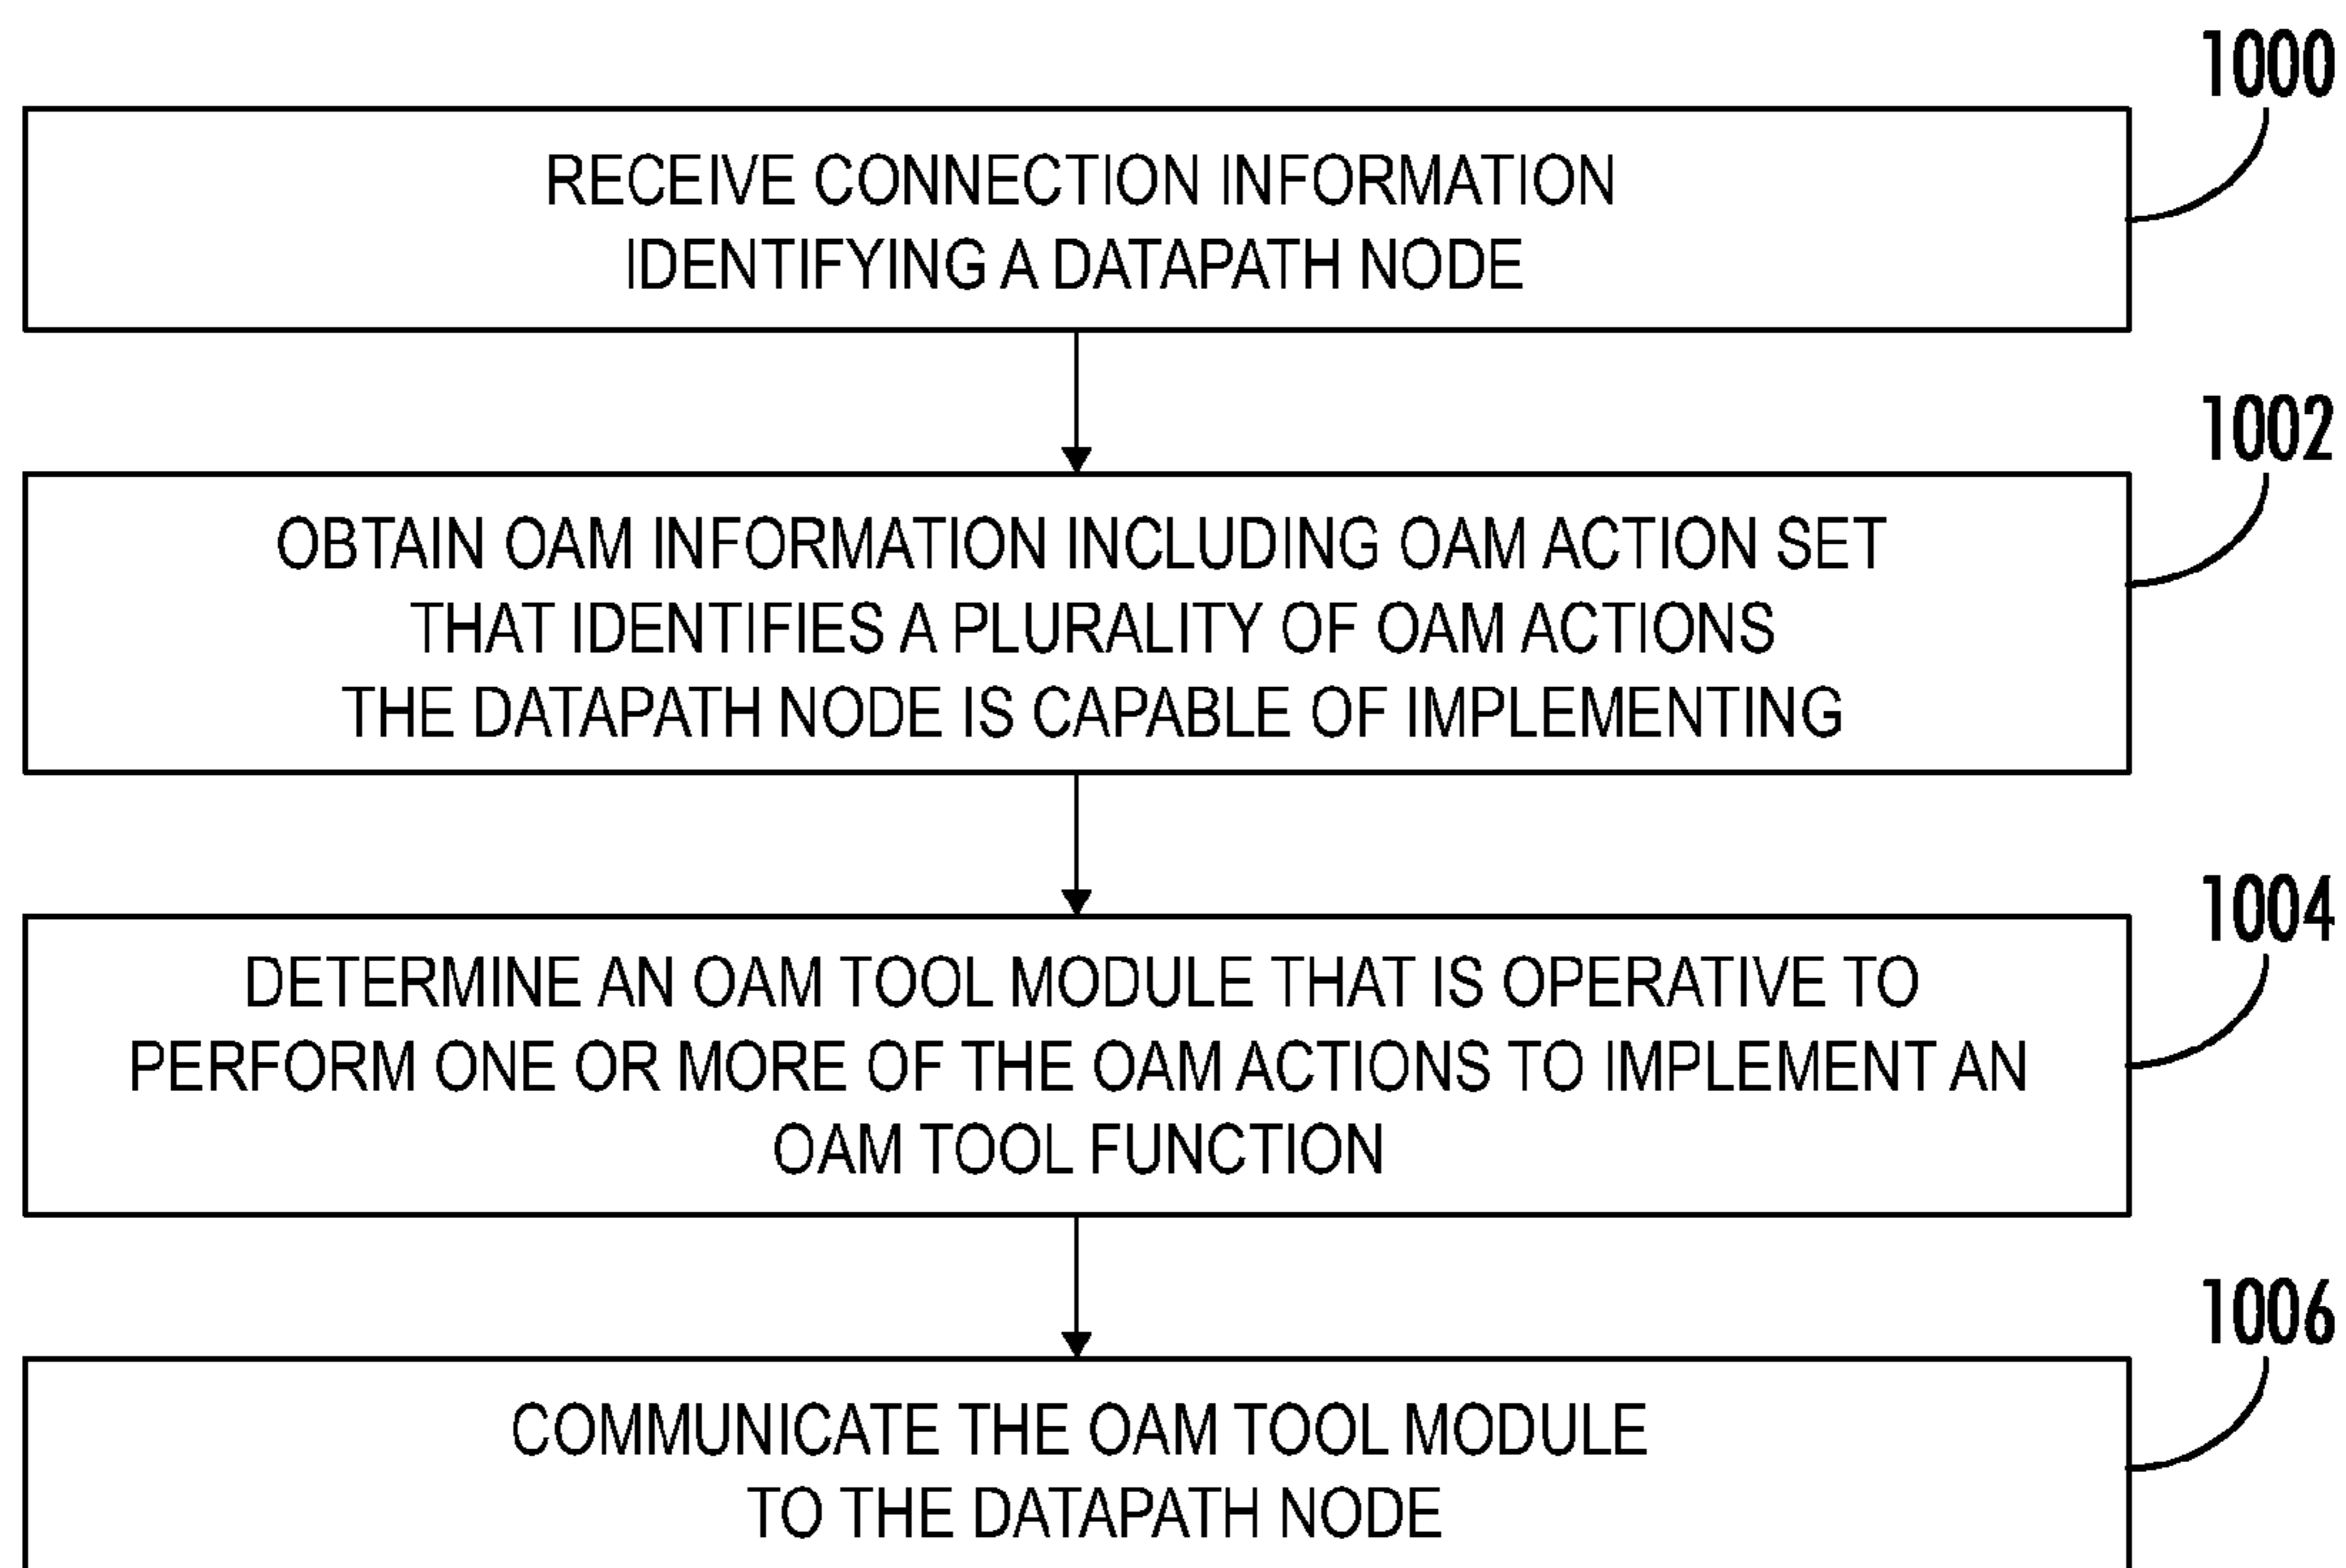 1000
RECEIVE CONNECTION INFORMATION
IDENTIFYING A DATAPATH NODE
1002
OBTAIN OAM INFORMATION INCLUDING OAM ACTION SET
THAT IDENTIFIES A PLURALITY OF OAM ACTIONS
THE DATAPATH NODE IS CAPABLE OF IMPLEMENTING
1004
DETERMINE AN OAM TOOL MODULE THAT IS OPERATIVE TO
PERFORM ONE OR MORE OF THE OAM ACTIONS TO IMPLEMENT AN
OAM TOOL FUNCTION
1006
COMMUNICATE THE OAM TOOL MODULE
TO THE DATAPATH NODE